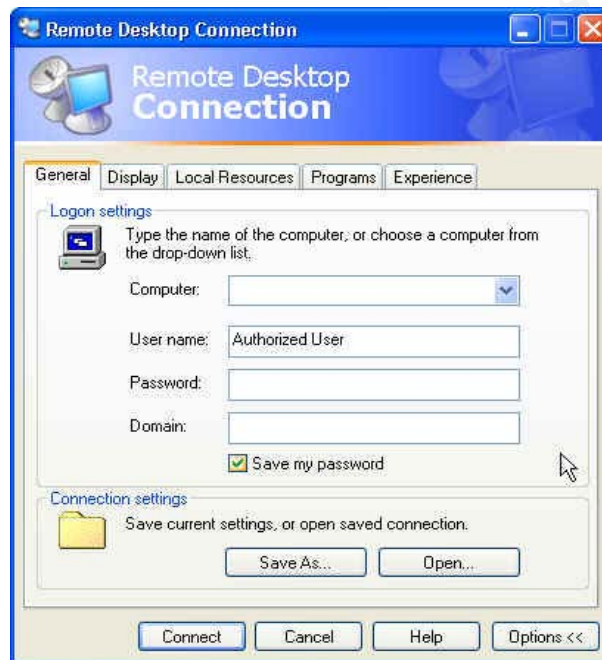 Remote Desktop Connection
Remote Desktop
Connection
General Display Local Resources Programs Experience
Logon settings
Type the name of the computer, or choose a computer from
the drop-down list.
Computer:
User name: Authorized User
Password:
Domain:
Save my password
Connection settings
Save current settings, or open saved connection.
Save As... Open...
Connect Cancel Help Options <<